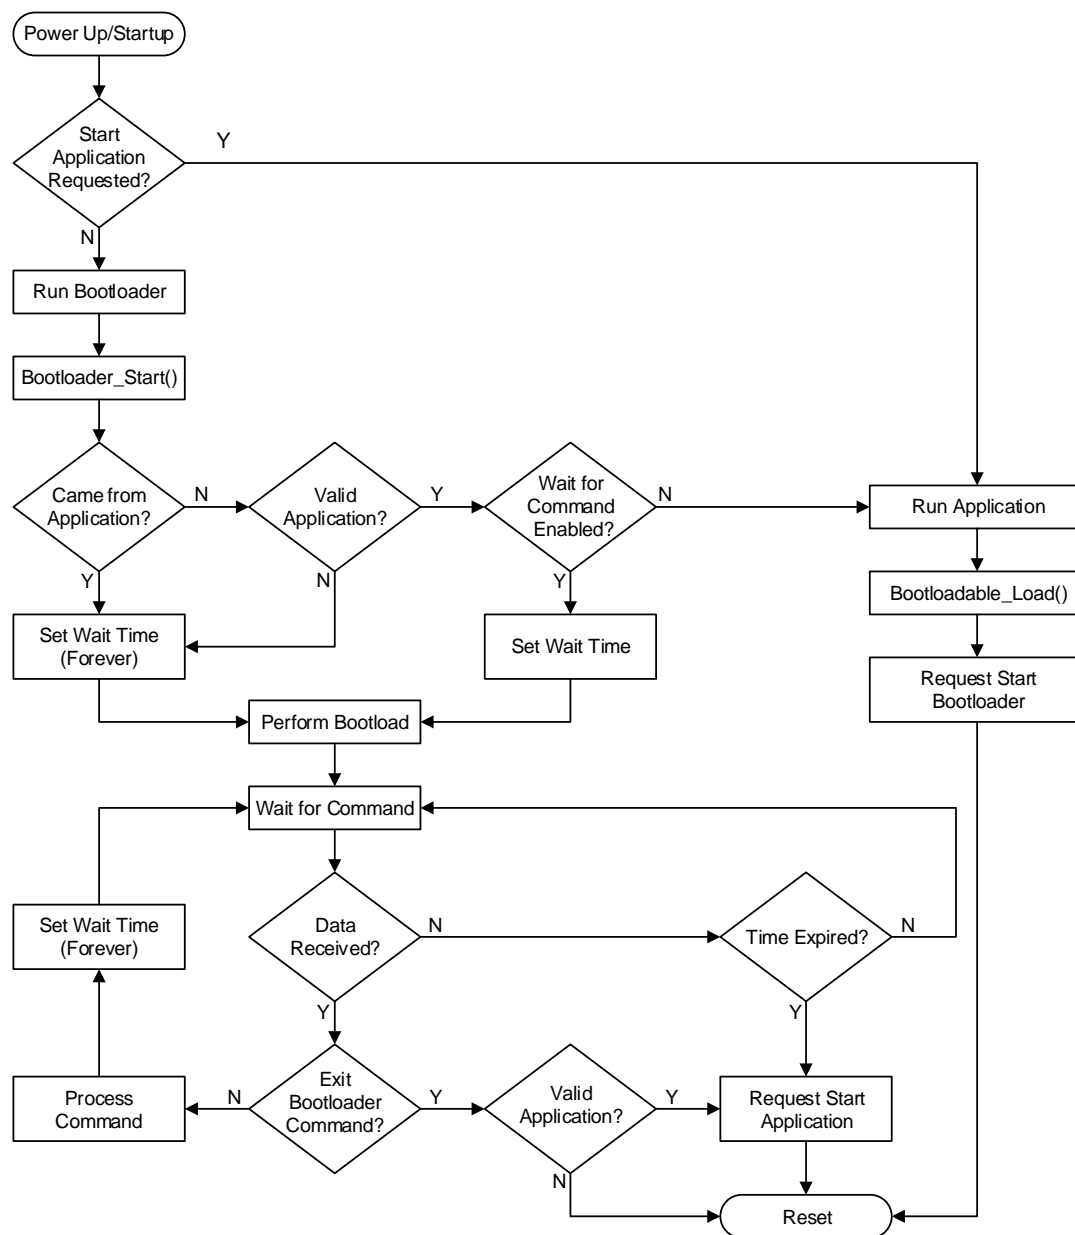 Power Up/Startup
Start
Application
Requested?
Y
N
Run Bootloader
Bootloader_Start()
Came from
Application?
N
Valid
Application?
Y
Wait for
Command
Enabled?
N
Run Application
Y
N
Y
Bootloadable_Load()
Set Wait Time
(Forever)
Set Wait Time
Request Start
Bootloader
Perform Bootload
Wait for Command
Set Wait Time
(Forever)
Data
Received?
N
Time Expired?
N
Y
Y
Process
Command
N
Exit
Bootloader
Command?
Y
Valid
Application?
Y
Request Start
Application
N
Reset